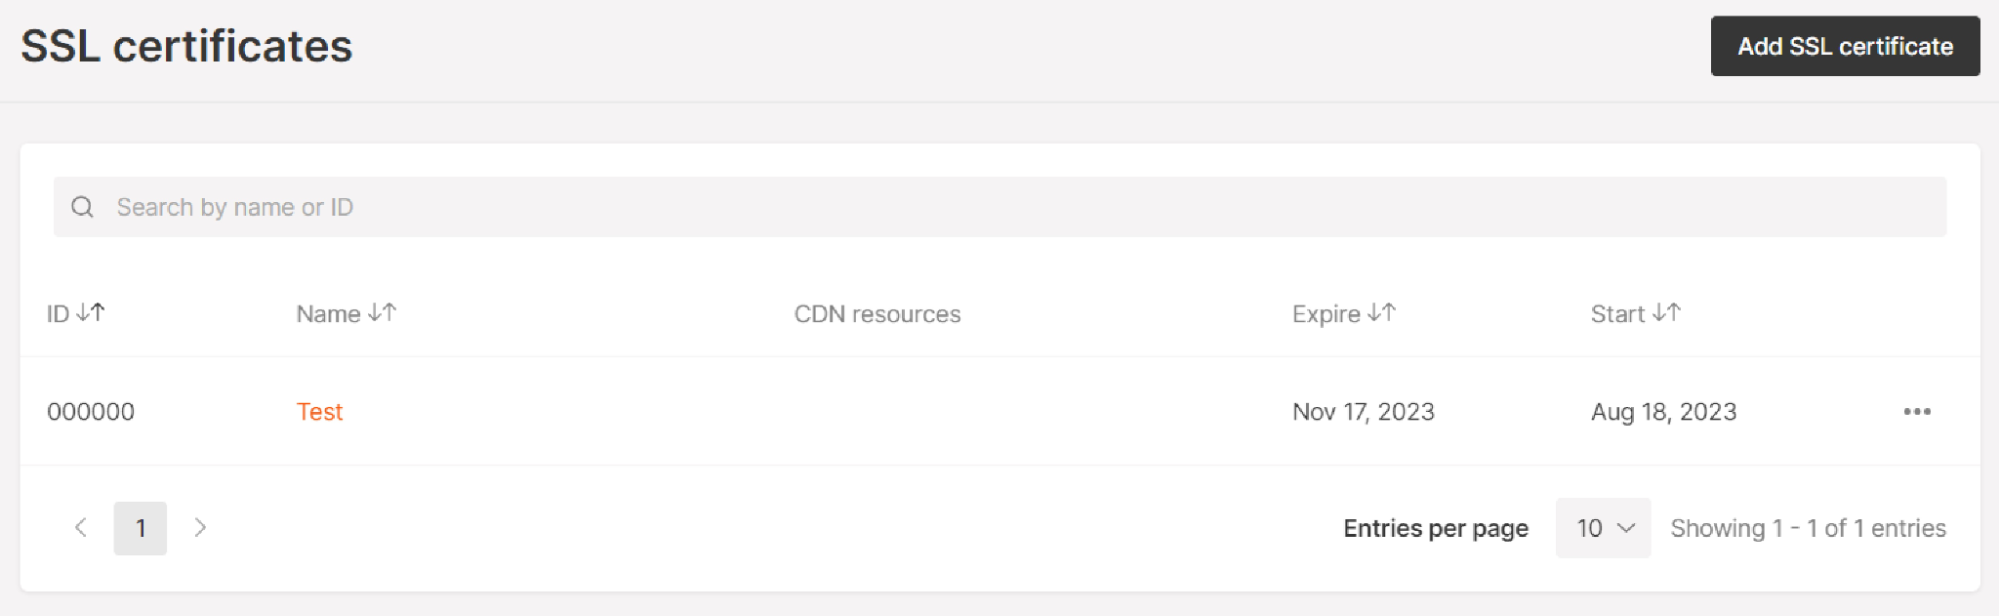 SSL certificates
Add SSL certificate
Search by name or ID
ID Name CDN resources Expire Start
000000 Test Nov 17, 2023 Aug 18, 2023
1 Entries per page 10 Showing 1 - 1 of 1 entries